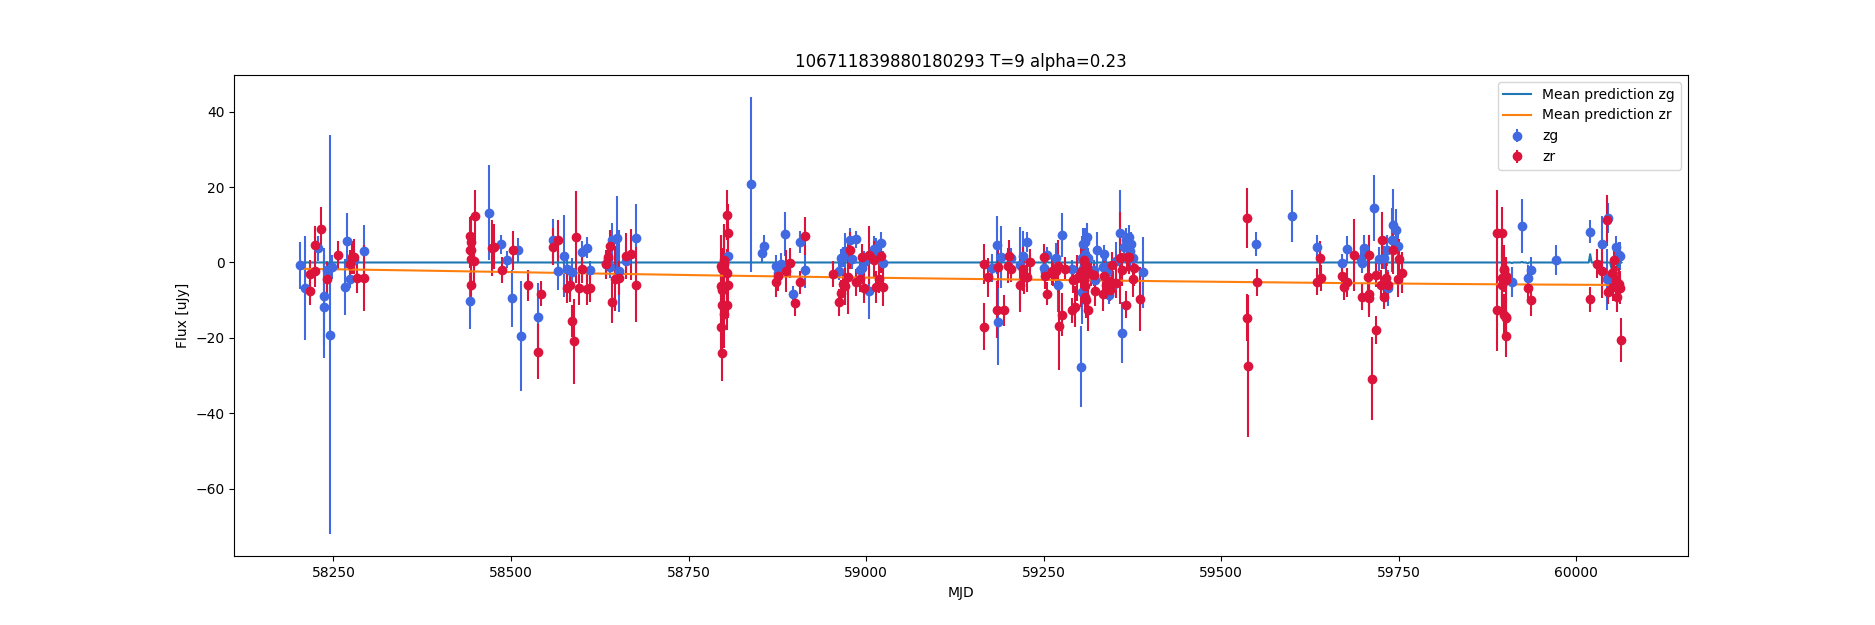 106711839880180293 T=9 alpha=0.23
Mean prediction zg
Mean prediction zr
zg
zr
40
20
0
−20
−40
−60
Flux [uJy]
58250
58500
58750
59000
59250
59500
59750
60000
MJD